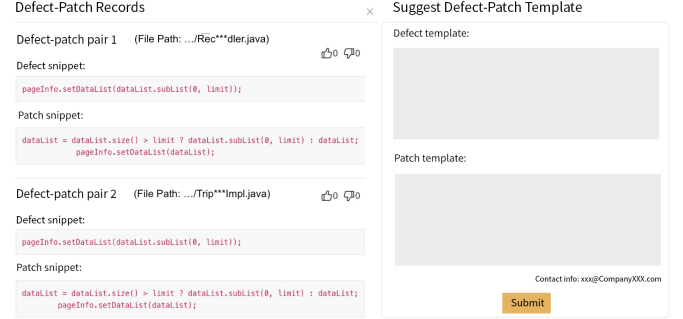 Defect-Patch Records
×
Defect-patch pair 1 (File Path: …/Rec***dler.java)
0 0
Defect snippet:
pageInfo.setDataList(dataList.subList(0, limit));
Patch snippet:
dataList = dataList.size() > limit ? dataList.subList(0, limit) : dataList;
pageInfo.setDataList(dataList);
Defect-patch pair 2 (File Path: …/Trip***Impl.java)
0 0
Defect snippet:
pageInfo.setDataList(dataList.subList(0, limit));
Patch snippet:
dataList = dataList.size() > limit ? dataList.subList(0, limit) : dataList;
pageInfo.setDataList(dataList);
Suggest Defect-Patch Template
Defect template:
Patch template:
Contact info: xxx@CompanyXXX.com
Submit